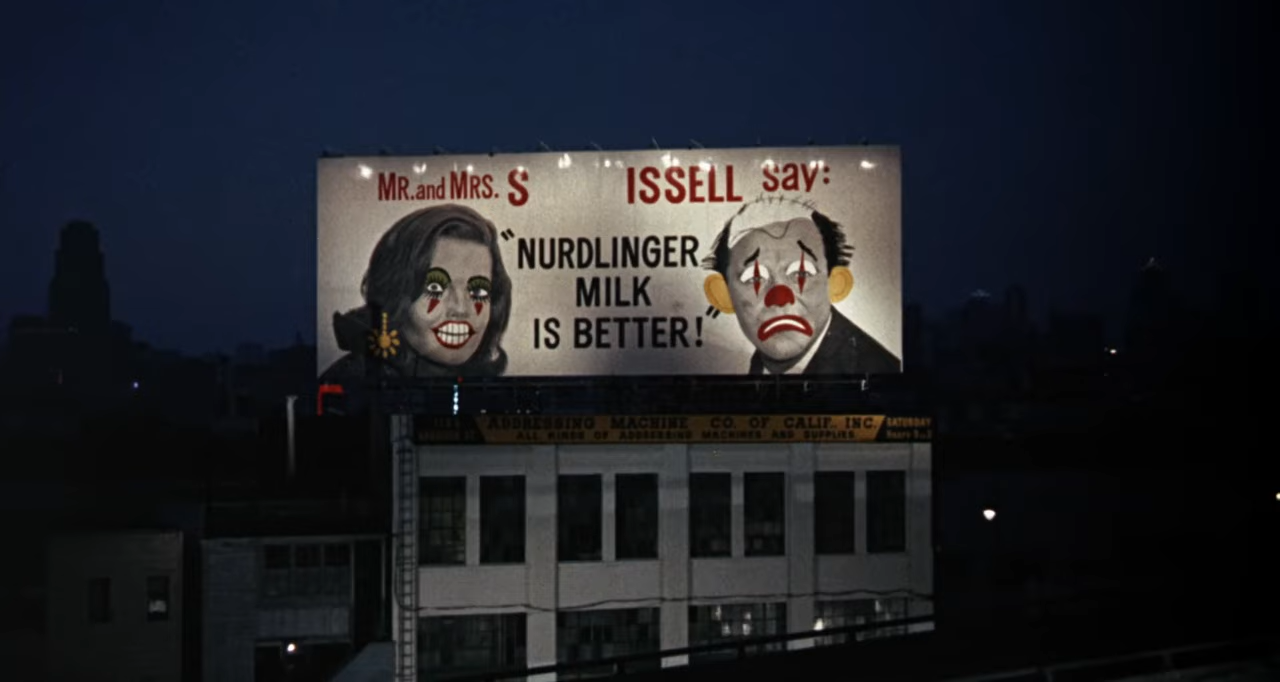 MR. and MRS. S ISSELL say:
"NURDLINGER
MILK
IS BETTER!"
ADDRESSING MACHINE CO. OF CALIF., INC.
ALL KINDS OF ADDRESSING MACHINES AND SUPPLIES
SATURDAY